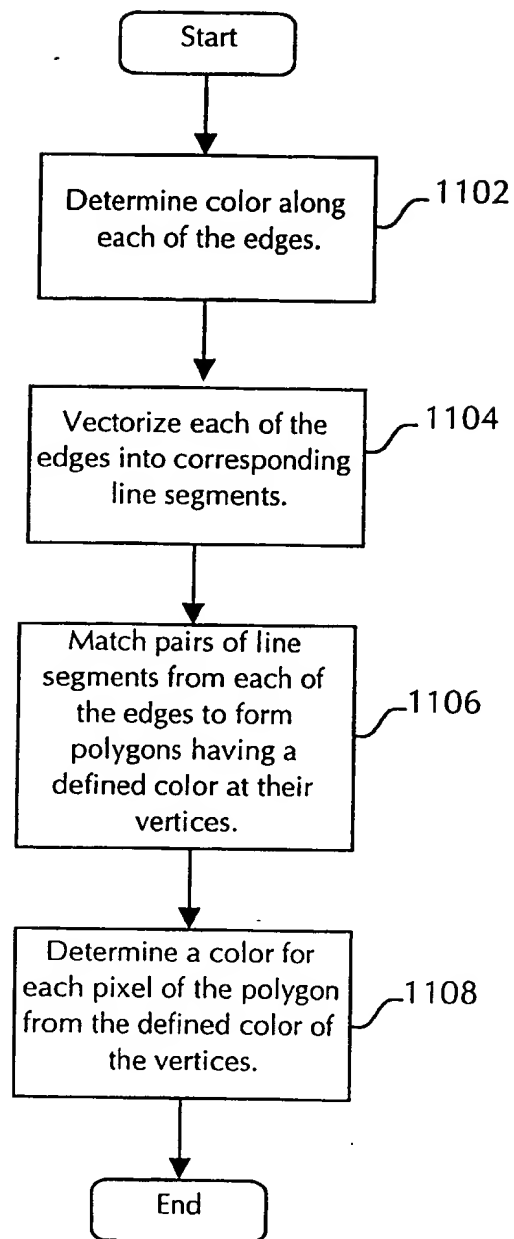 Start
Determine color along
each of the edges.
1102
Vectorize each of the
edges into corresponding
line segments.
1104
Match pairs of line
segments from each of
the edges to form
polygons having a
defined color at their
vertices.
1106
Determine a color for
each pixel of the polygon
from the defined color of
the vertices.
1108
End